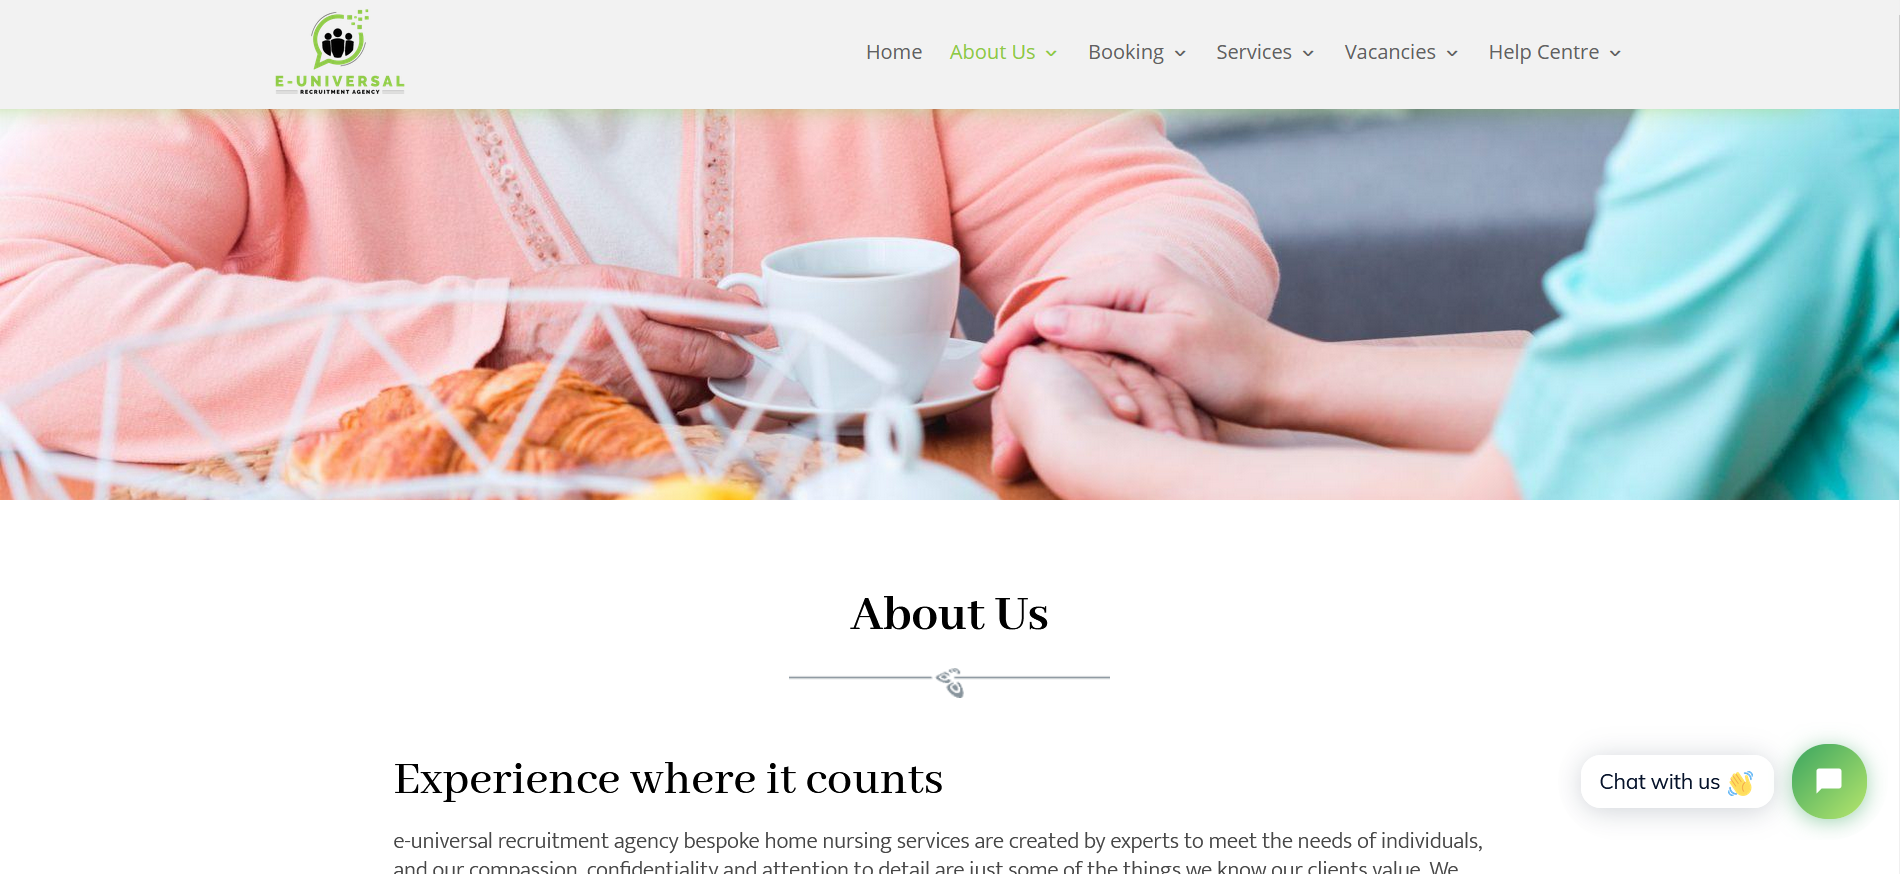 E-UNIVERSAL
RECRUITMENT AGENCY
Home About Us Booking Services Vacancies Help Centre
About Us
Experience where it counts
Chat with us
e-universal recruitment agency bespoke home nursing services are created by experts to meet the needs of individuals,
and our compassion, confidentiality and attention to detail are just some of the things we know our clients value. We